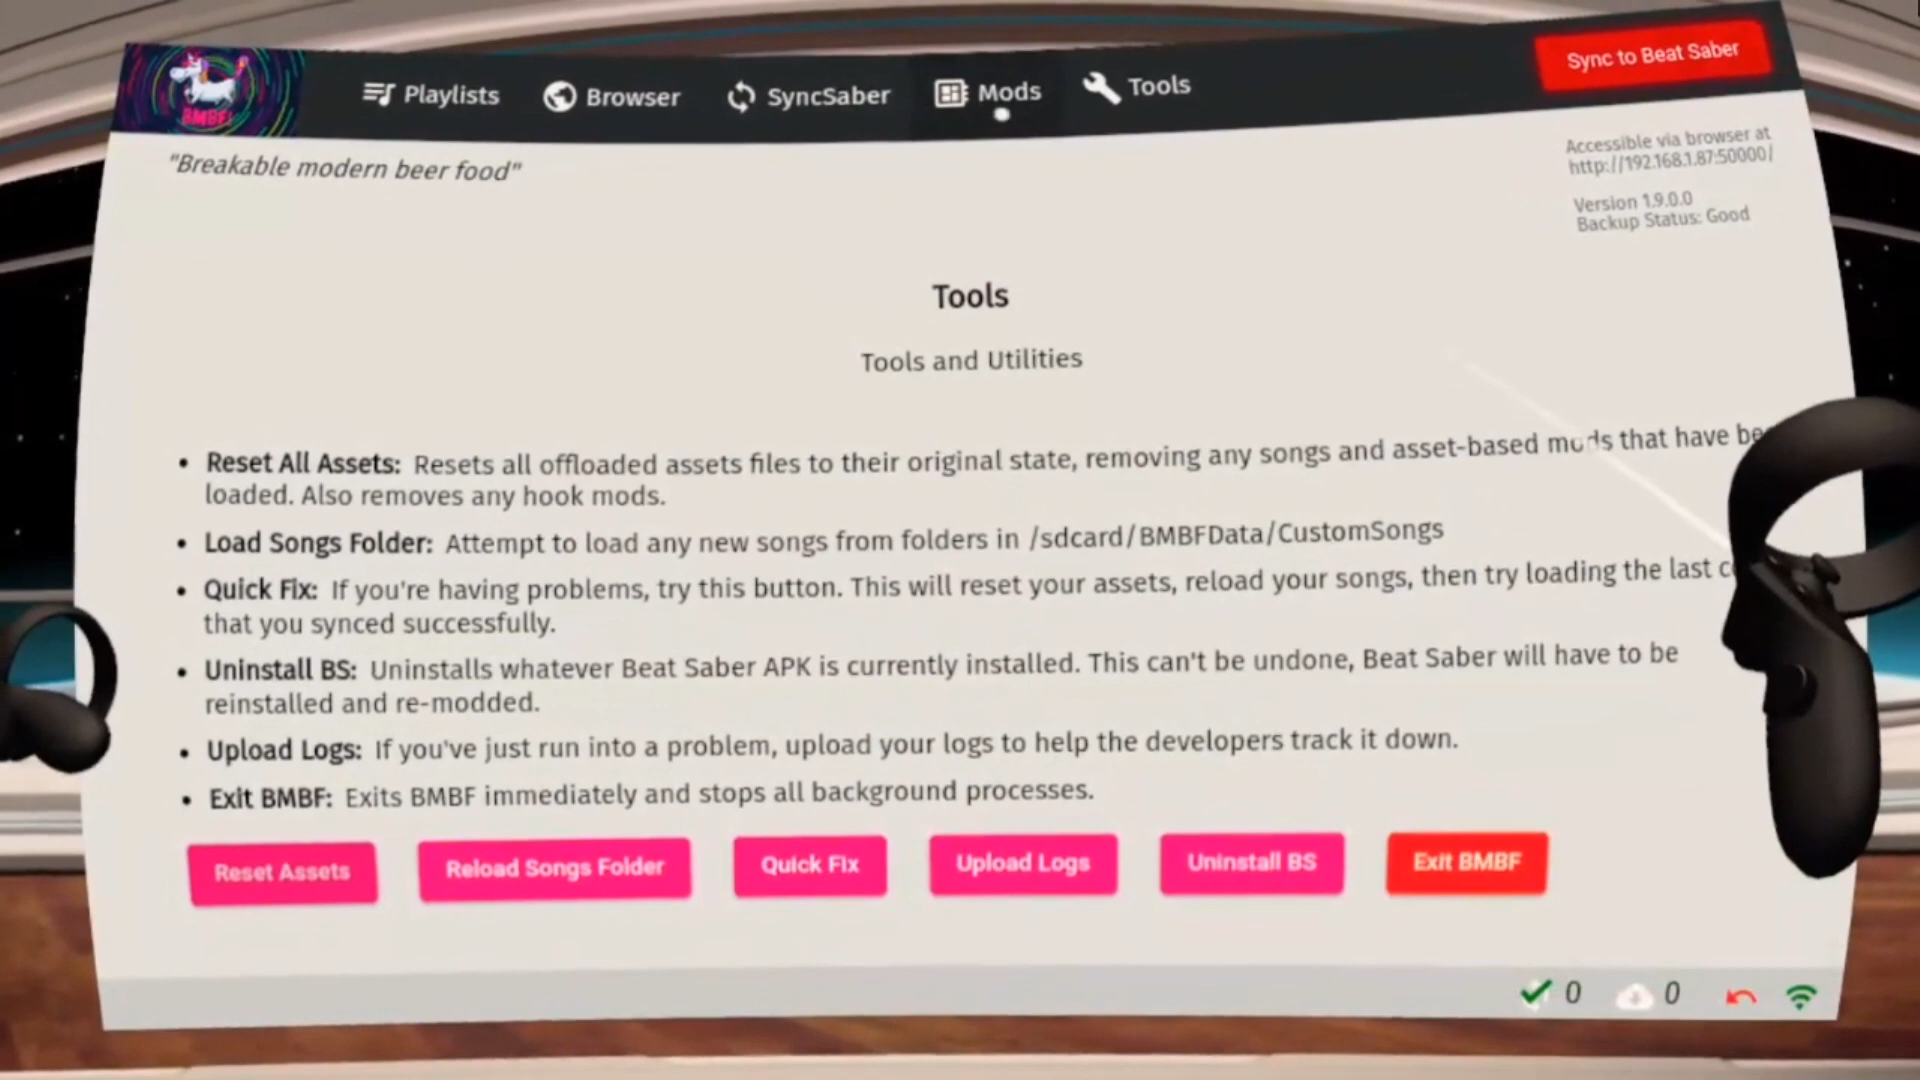 BMBF
Playlists
Browser
SyncSaber
Mods
Tools
Sync to Beat Saber
"Breakable modern beer food"
Accessible via browser at
http://192.168.1.87:50000/
Version 1.9.0.0
Backup Status: Good
Tools
Tools and Utilities
Reset All Assets: Resets all offloaded assets files to their original state, removing any songs and asset-based mods that have
loaded. Also removes any hook mods.
Load Songs Folder: Attempt to load any new songs from folders in /sdcard/BMBFData/CustomSongs
Quick Fix: If you're having problems, try this button. This will reset your assets, reload your songs, then try loading the last
that you synced successfully.
Uninstall BS: Uninstalls whatever Beat Saber APK is currently installed. This can't be undone, Beat Saber will have to be
reinstalled and re-modded.
Upload Logs: If you've just run into a problem, upload your logs to help the developers track it down.
Exit BMBF: Exits BMBF immediately and stops all background processes.
Reset Assets
Reload Songs Folder
Quick Fix
Upload Logs
Uninstall BS
Exit BMBF
0
0